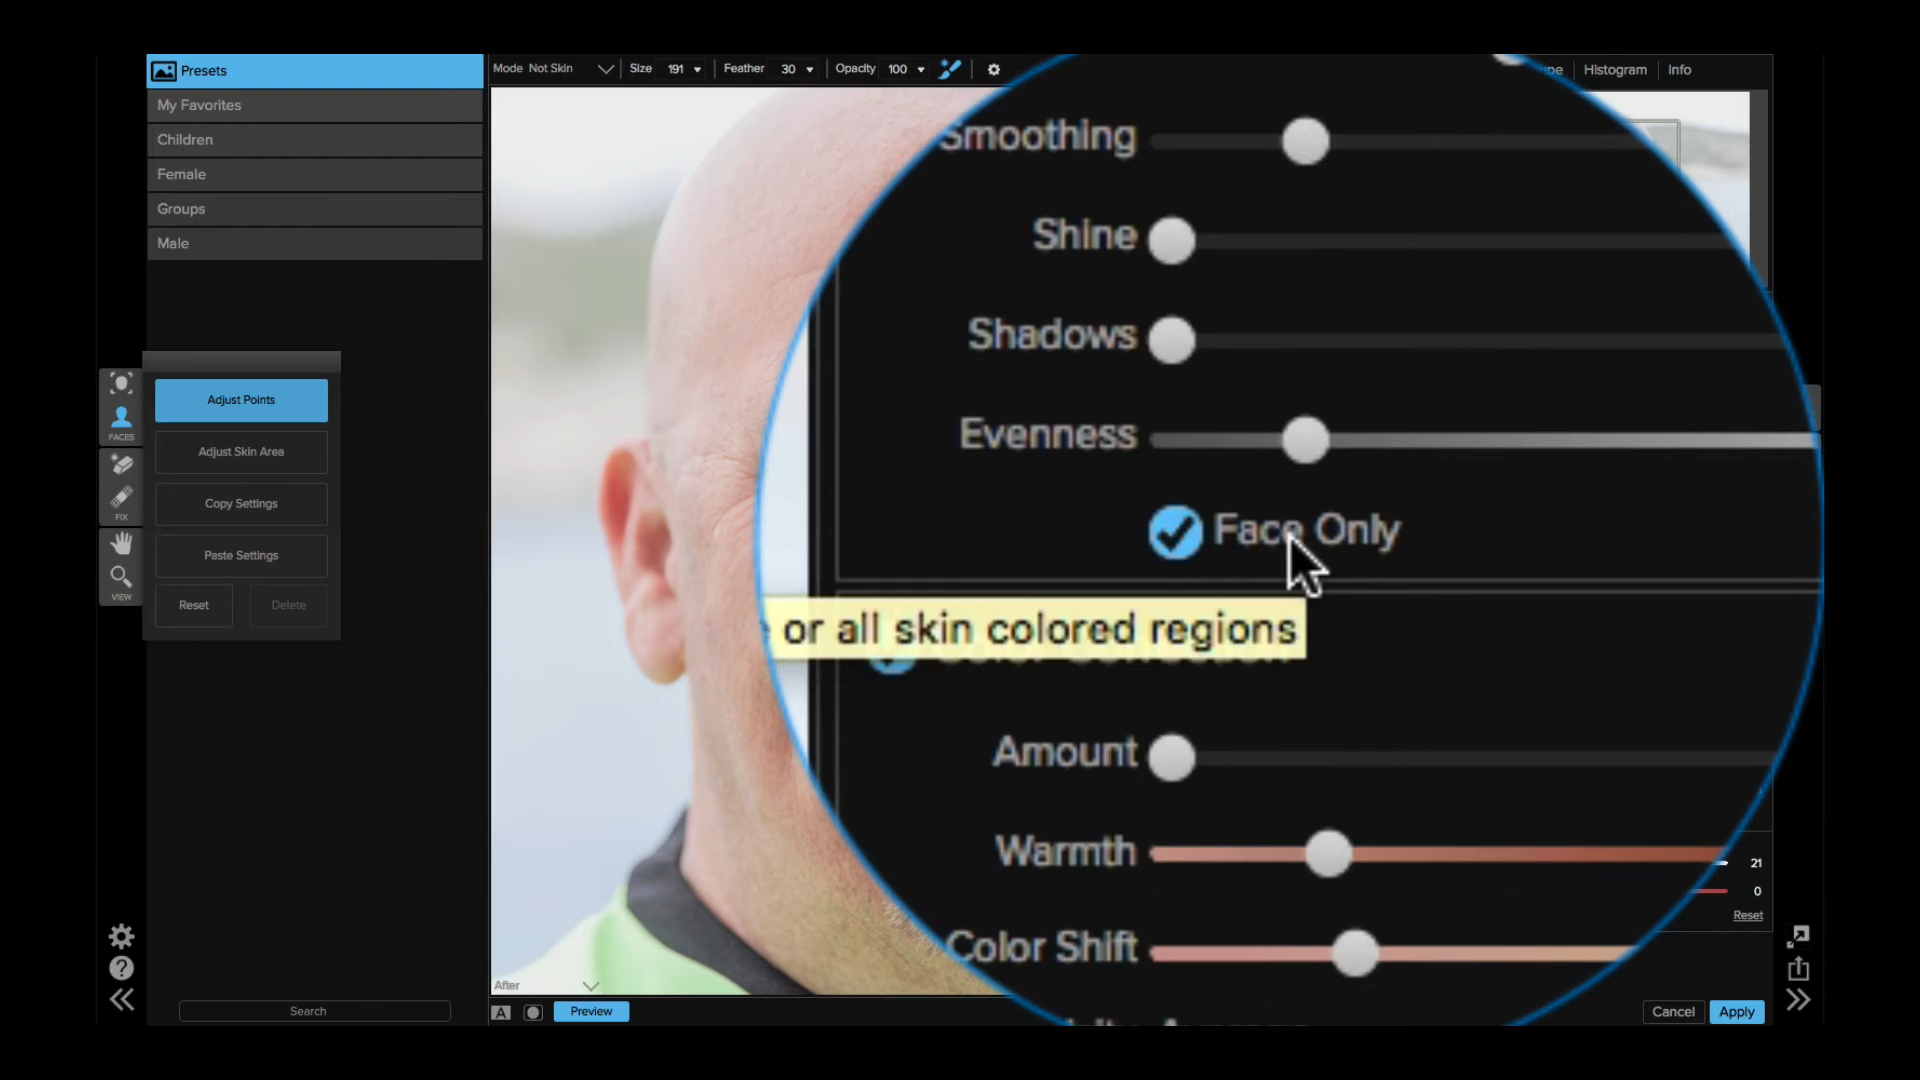 Presets
My Favorites
Children
Female
Groups
Male
Adjust Points
Adjust Skin Area
Copy Settings
Paste Settings
Reset
Delete
FACES
FIX
VIEW
Search
Mode Not Skin
Size 191
Feather 30
Opacity 100
Histogram
Info
Smoothing
Shine
Shadows
Evenness
Face Only
or all skin colored regions
Amount
Warmth
Color Shift
21
0
Reset
After
A
Preview
Cancel
Apply